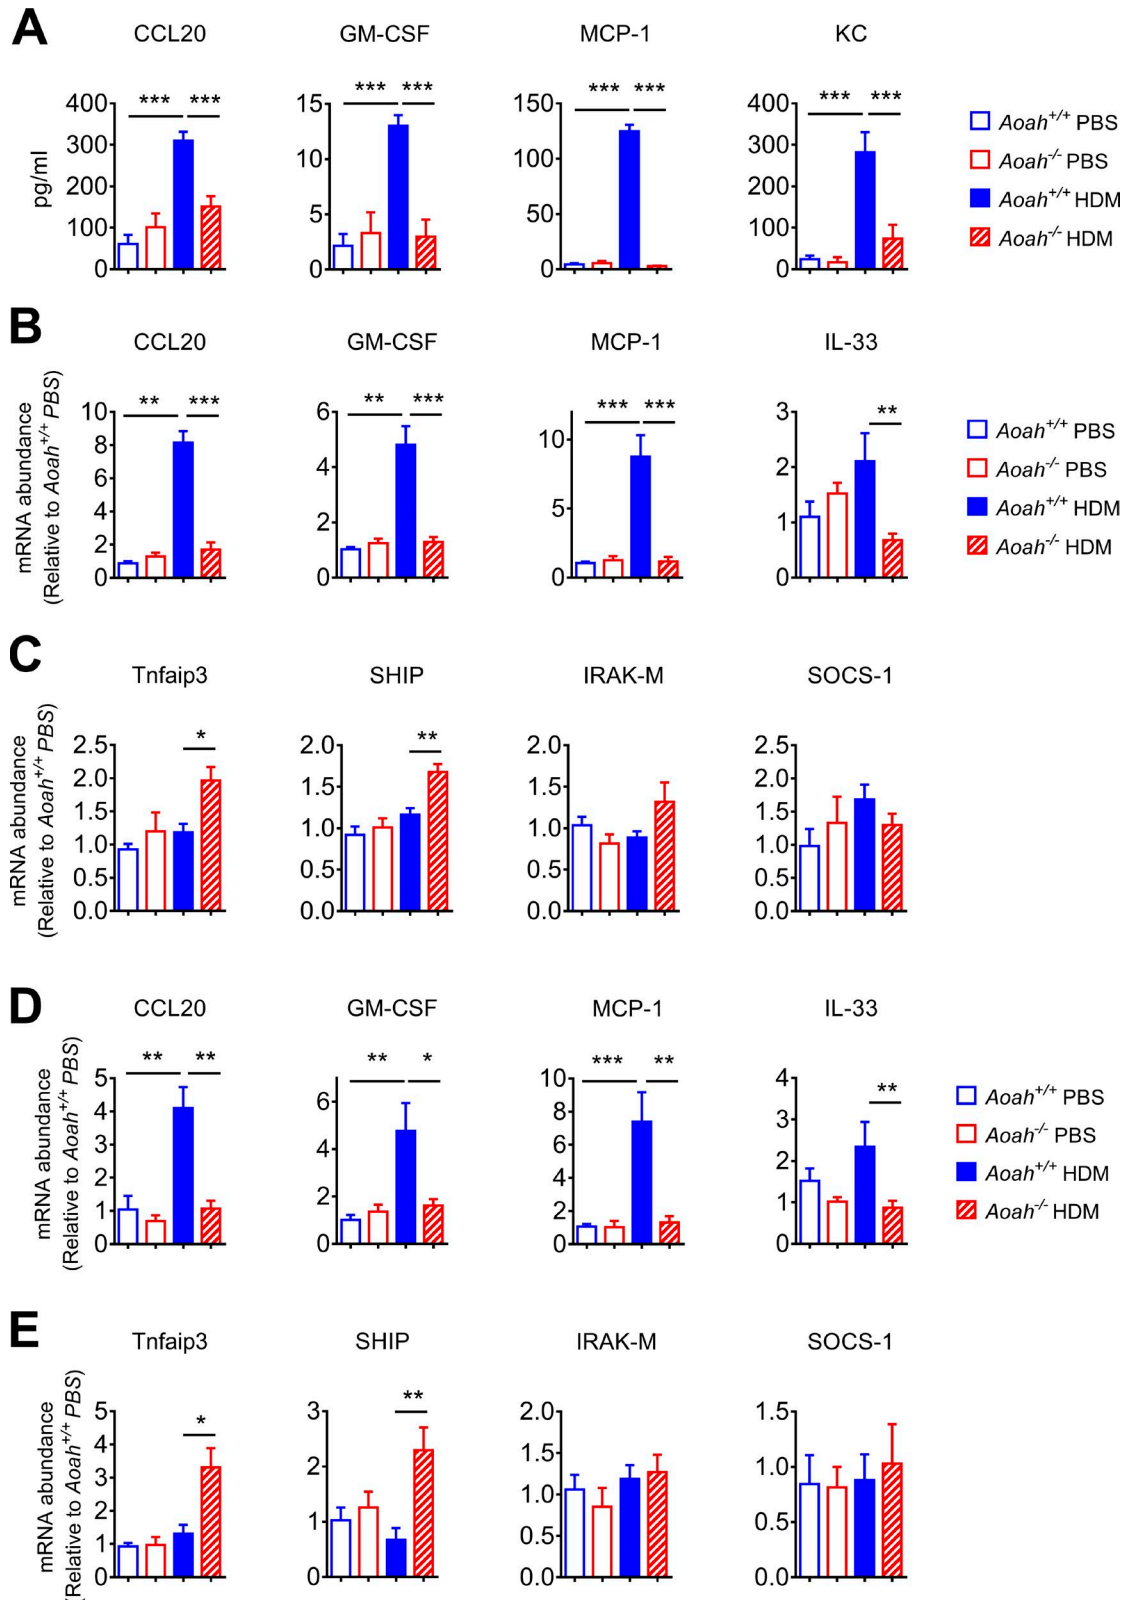 A
CCL20 GM-CSF MCP-1 KC
*** *** *** *** *** *** *** ***
pg/ml
400 300 200 100 0
15 10 5 0
150 100 50 0
400 300 200 100 0
Aoah+/+ PBS
Aoah-/- PBS
Aoah+/+ HDM
Aoah-/- HDM
B
CCL20 GM-CSF MCP-1 IL-33
** *** ** *** *** *** **
mRNA abundance
(Relative to Aoah+/+ PBS)
10 8 6 4 2 0
6 4 2 0
10 5 0
3 2 1 0
Aoah+/+ PBS
Aoah-/- PBS
Aoah+/+ HDM
Aoah-/- HDM
C
Tnfaip3 SHIP IRAK-M SOCS-1
* **
mRNA abundance
(Relative to Aoah+/+ PBS)
2.5 2.0 1.5 1.0 0.5 0.0
2.0 1.5 1.0 0.5 0.0
2.0 1.5 1.0 0.5 0.0
2.5 2.0 1.5 1.0 0.5 0.0
D
CCL20 GM-CSF MCP-1 IL-33
** ** ** * *** ** **
mRNA abundance
(Relative to Aoah+/+ PBS)
5 4 3 2 1 0
6 4 2 0
10 8 6 4 2 0
4 3 2 1 0
Aoah+/+ PBS
Aoah-/- PBS
Aoah+/+ HDM
Aoah-/- HDM
E
Tnfaip3 SHIP IRAK-M SOCS-1
* **
mRNA abundance
(Relative to Aoah+/+ PBS)
5 4 3 2 1 0
3 2 1 0
2.0 1.5 1.0 0.5 0.0
1.5 1.0 0.5 0.0